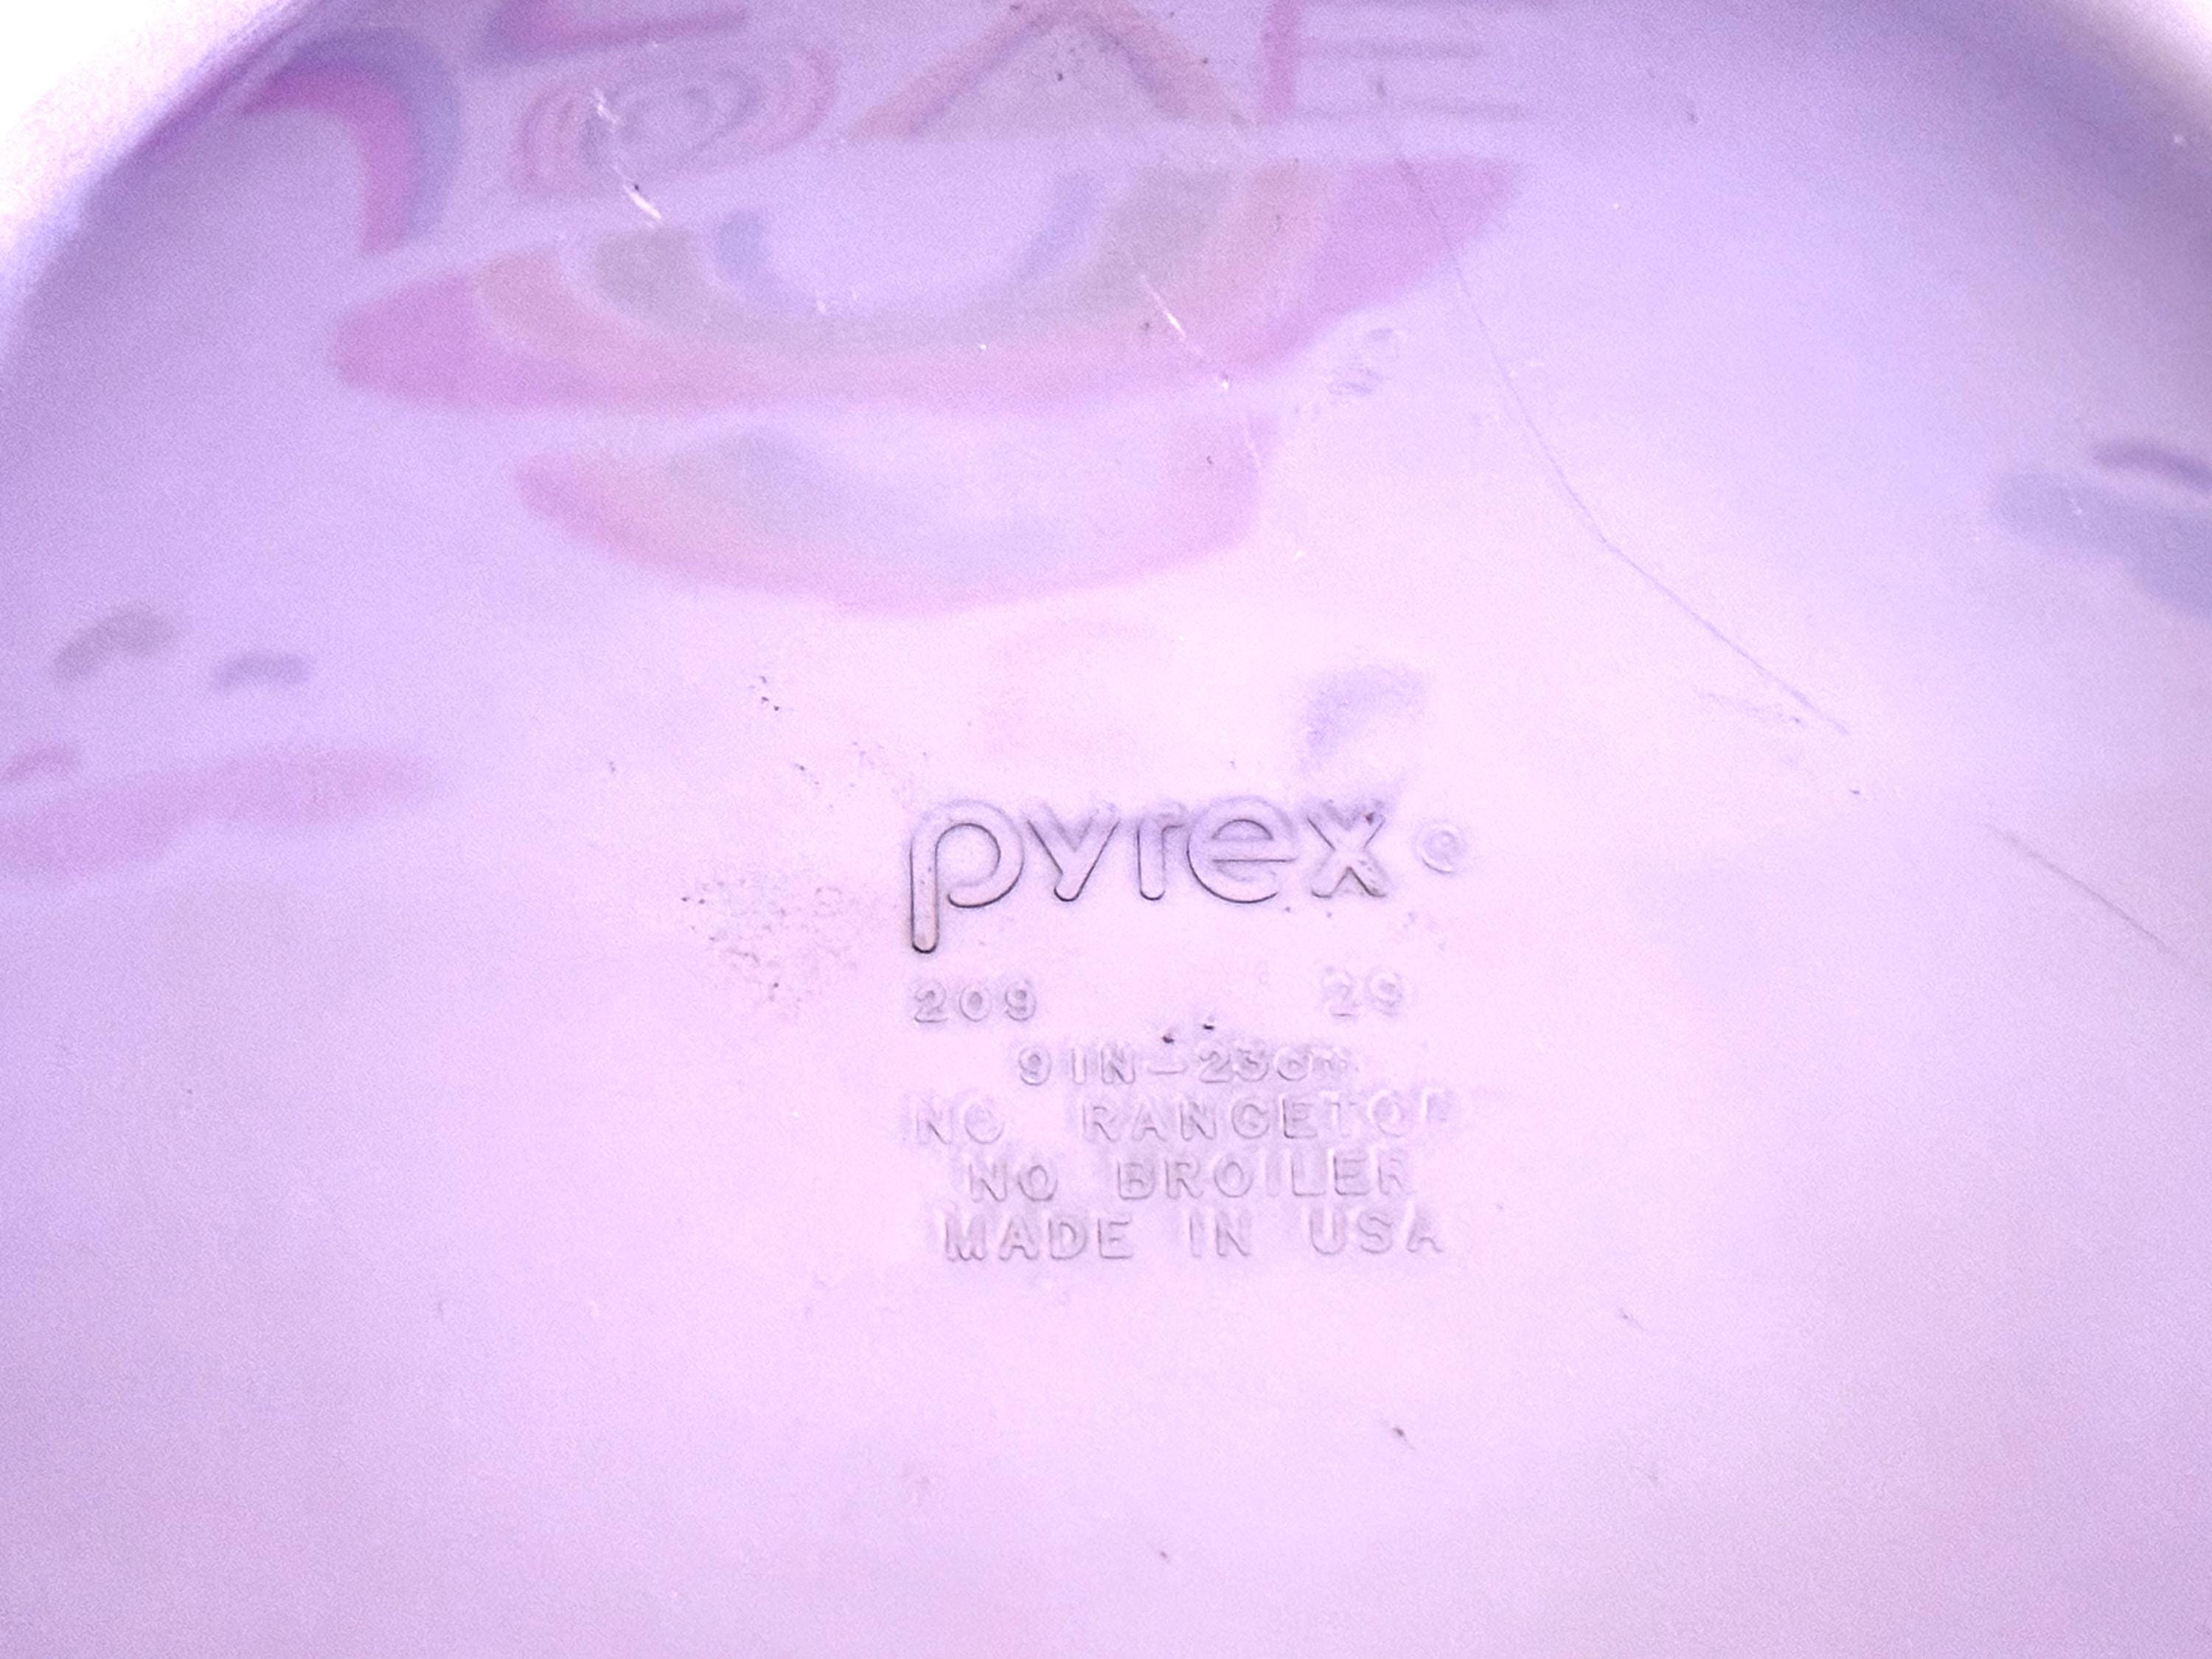 pyrex®
209 29
9 IN-23cm
NO RANGETOP
NO BROILER
MADE IN USA